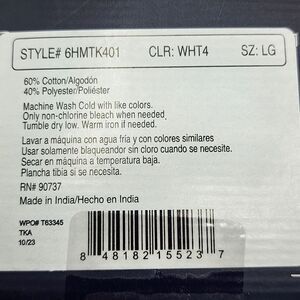 STYLE# 6HMTK401 CLR: WHT4 SZ: LG
60% Cotton/Algodón
40% Polyester/Poliéster
Machine Wash Cold with like colors.
Only non-chlorine bleach when needed.
Tumble dry low. Warm iron if needed.
Lavar a máquina con agua fría y con colores similares
Usar solamente blanqueador sin cloro cuando se necesite.
Secar en máquina a temperatura baja.
Plancha tibia si se necesita.
RN# 90737
Made in India/Hecho en India
WPO# T63345
TKA
10/23
8 48182 15523 7